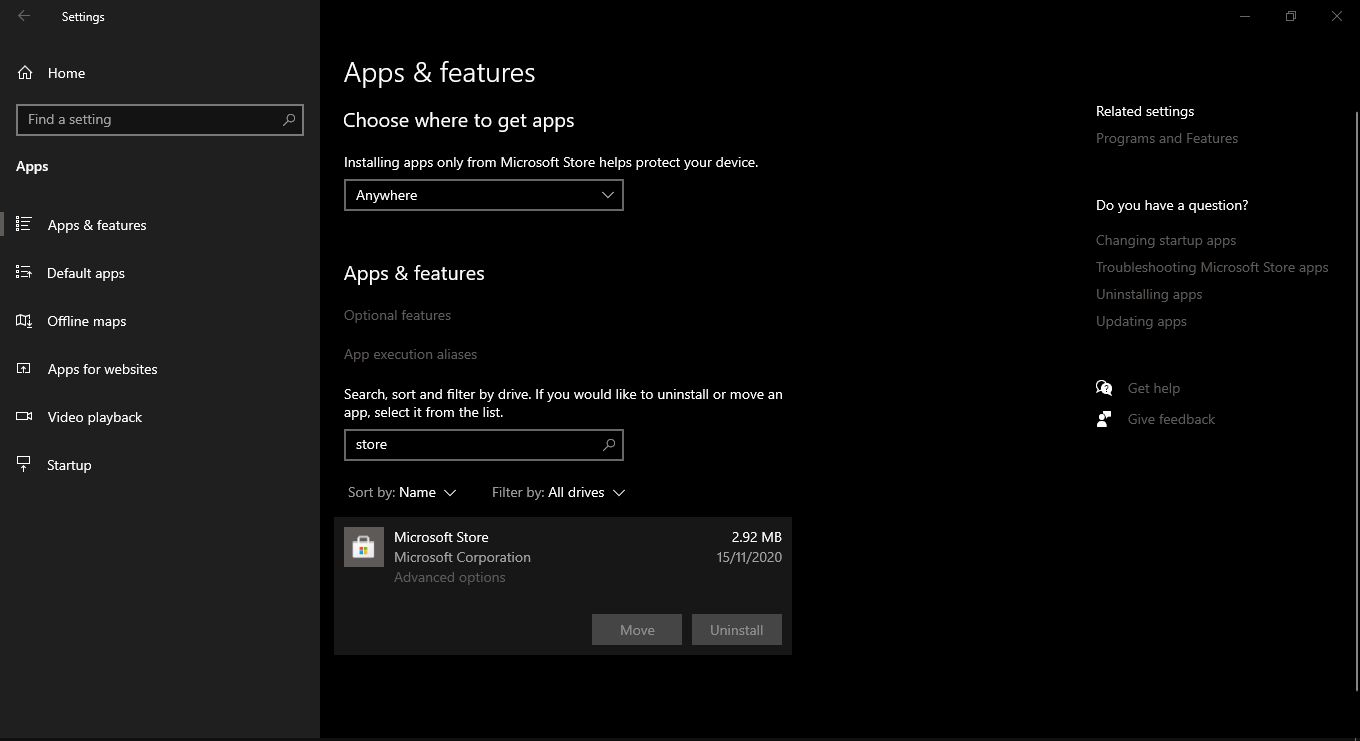 Settings
Home
Find a setting
Apps
Apps & features
Default apps
Offline maps
Apps for websites
Video playback
Startup
Apps & features
Choose where to get apps
Installing apps only from Microsoft Store helps protect your device.
Anywhere
Apps & features
Optional features
App execution aliases
Search, sort and filter by drive. If you would like to uninstall or move an
app, select it from the list.
store
Sort by: Name Filter by: All drives
Microsoft Store 2.92 MB
Microsoft Corporation 15/11/2020
Advanced options
Move Uninstall
Related settings
Programs and Features
Do you have a question?
Changing startup apps
Troubleshooting Microsoft Store apps
Uninstalling apps
Updating apps
Get help
Give feedback